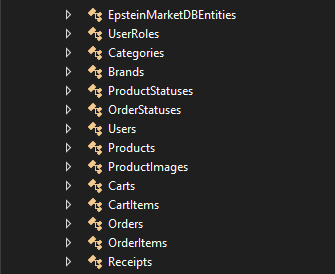 EpsteinMarketDBEntities
UserRoles
Categories
Brands
ProductStatuses
OrderStatuses
Users
Products
ProductImages
Carts
CartItems
Orders
OrderItems
Receipts